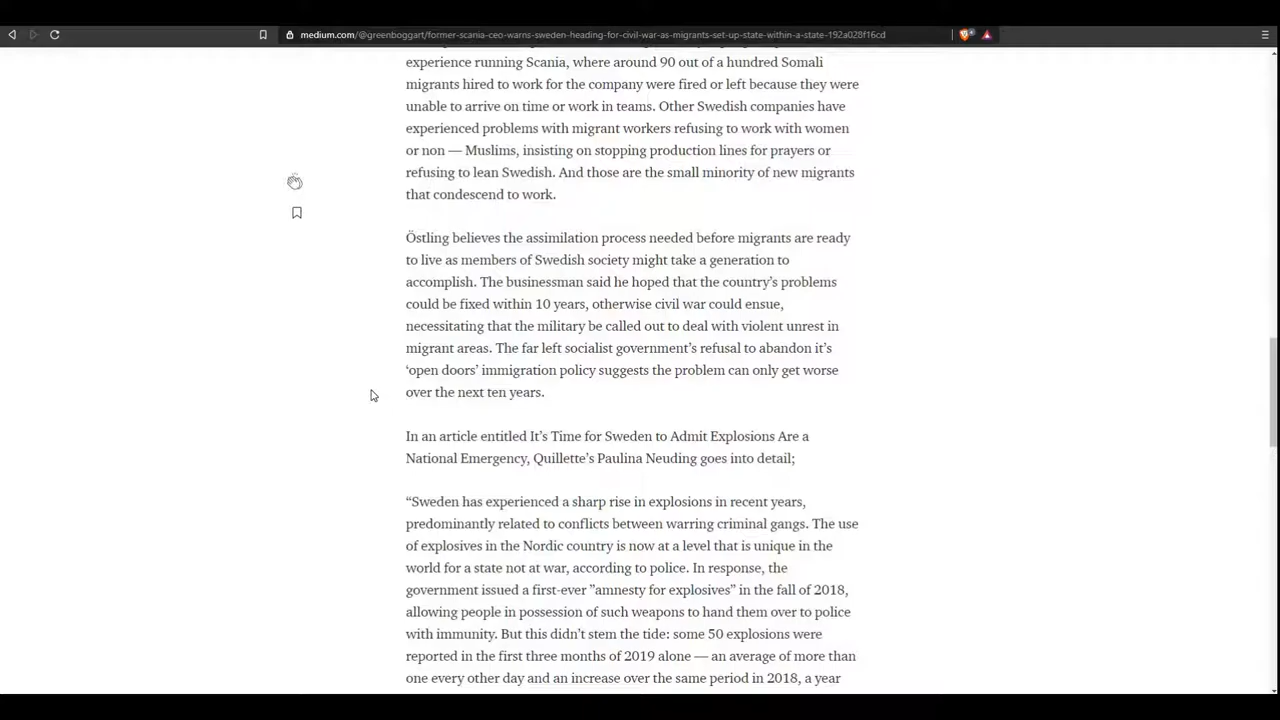 medium.com/@greenboggart/former-scania-ceo-warns-sweden-heading-for-civil-war-as-migrants-set-up-state-within-a-state-192a028f16cd
experience running Scania, where around 90 out of a hundred Somali
migrants hired to work for the company were fired or left because they were
unable to arrive on time or work in teams. Other Swedish companies have
experienced problems with migrant workers refusing to work with women
or non — Muslims, insisting on stopping production lines for prayers or
refusing to lean Swedish. And those are the small minority of new migrants
that condescend to work.
Östling believes the assimilation process needed before migrants are ready
to live as members of Swedish society might take a generation to
accomplish. The businessman said he hoped that the country’s problems
could be fixed within 10 years, otherwise civil war could ensue,
necessitating that the military be called out to deal with violent unrest in
migrant areas. The far left socialist government’s refusal to abandon it’s
‘open doors’ immigration policy suggests the problem can only get worse
over the next ten years.
In an article entitled It’s Time for Sweden to Admit Explosions Are a
National Emergency, Quillette’s Paulina Neuding goes into detail;
“Sweden has experienced a sharp rise in explosions in recent years,
predominantly related to conflicts between warring criminal gangs. The use
of explosives in the Nordic country is now at a level that is unique in the
world for a state not at war, according to police. In response, the
government issued a first-ever ”amnesty for explosives” in the fall of 2018,
allowing people in possession of such weapons to hand them over to police
with immunity. But this didn’t stem the tide: some 50 explosions were
reported in the first three months of 2019 alone — an average of more than
one every other day and an increase over the same period in 2018, a year